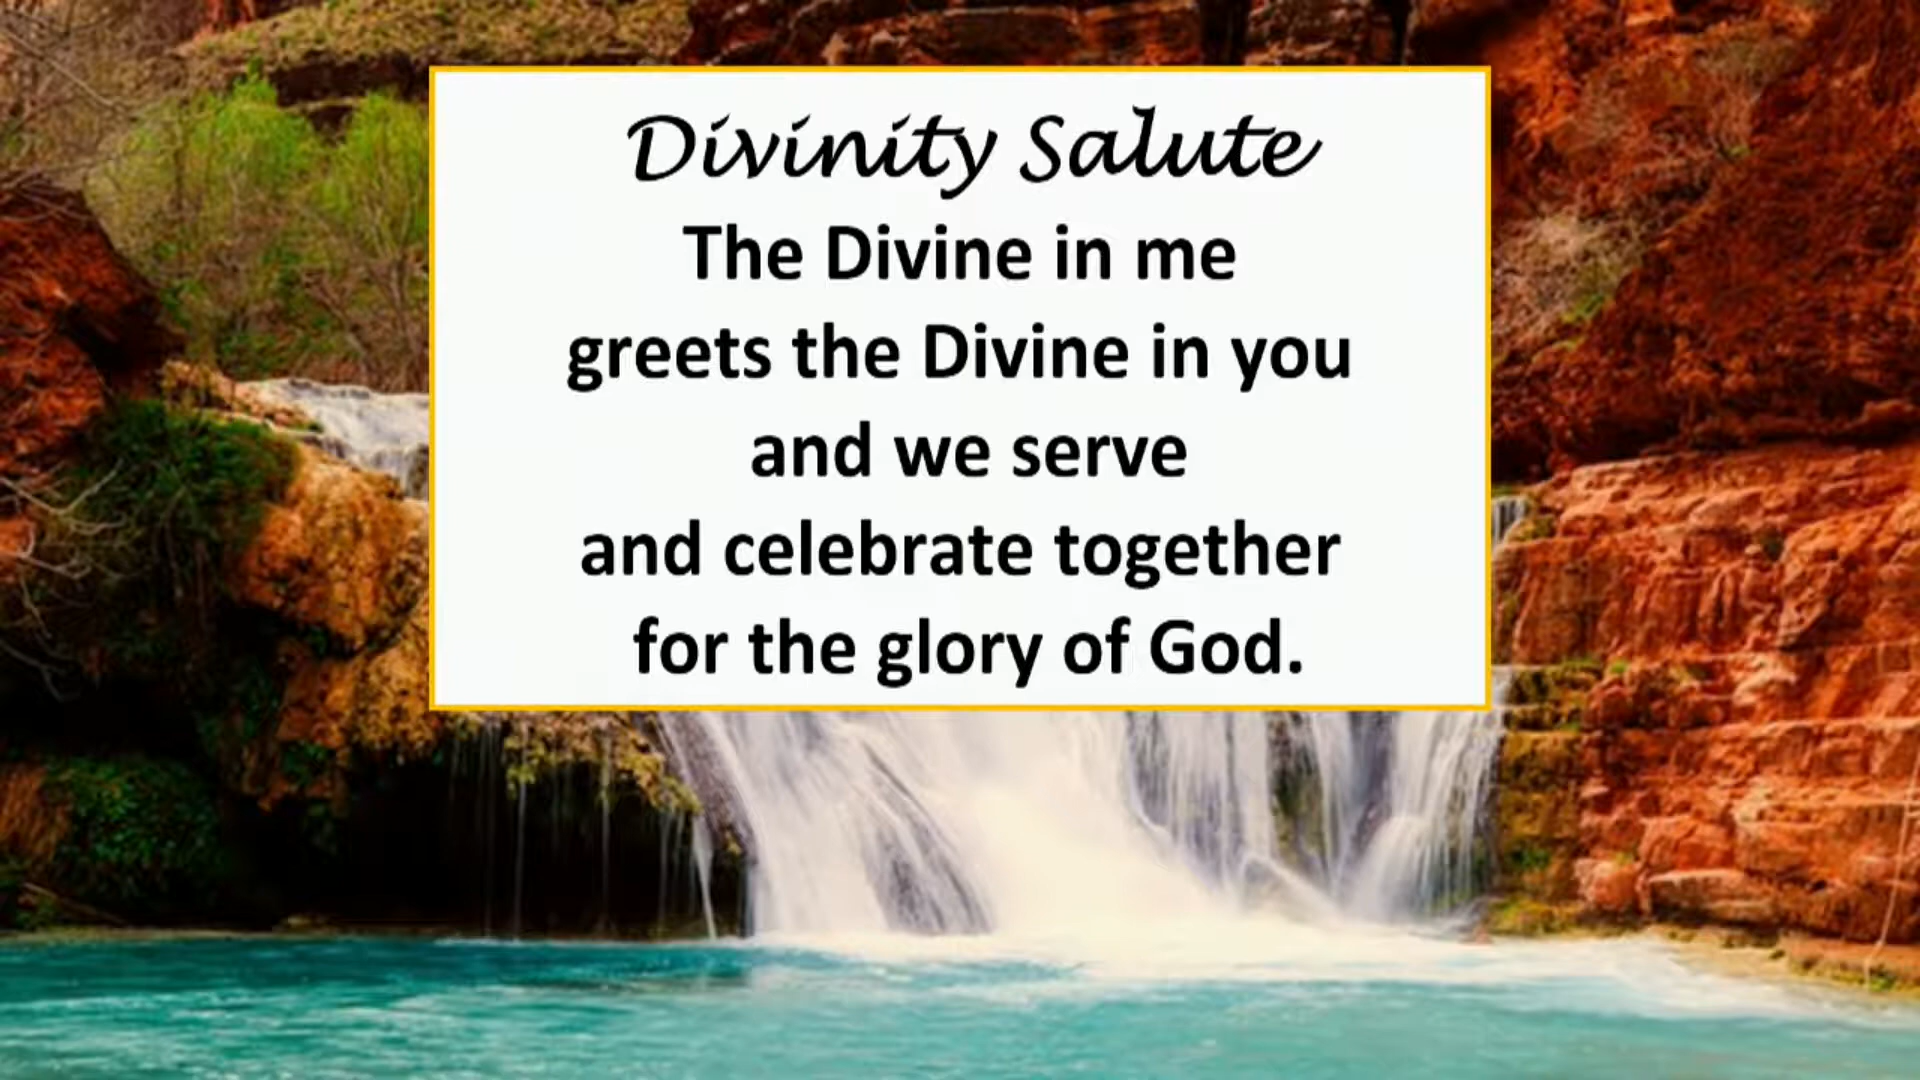 Divinity Salute
The Divine in me
greets the Divine in you
and we serve
and celebrate together
for the glory of God.